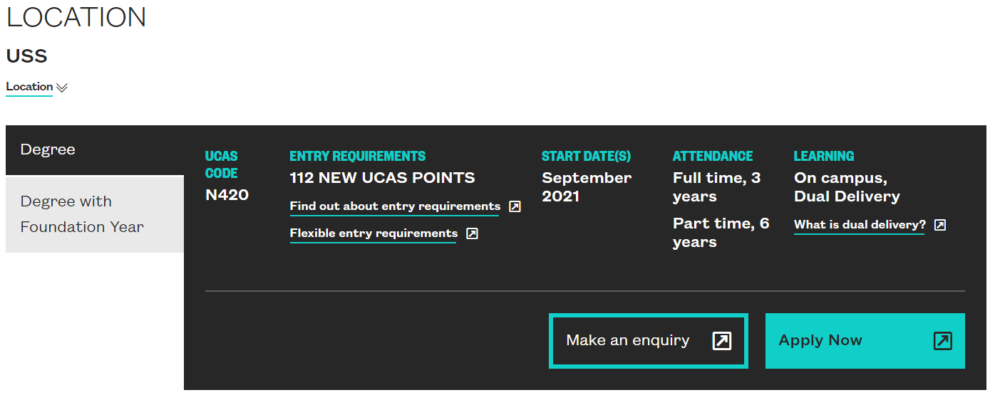 LOCATION
USS
Location
Degree
Degree with
Foundation Year
UCAS
CODE
N420
ENTRY REQUIREMENTS
112 NEW UCAS POINTS
Find out about entry requirements
Flexible entry requirements
START DATE(S)
September
2021
ATTENDANCE
Full time, 3
years
Part time, 6
years
LEARNING
On campus,
Dual Delivery
What is dual delivery?
Make an enquiry
Apply Now